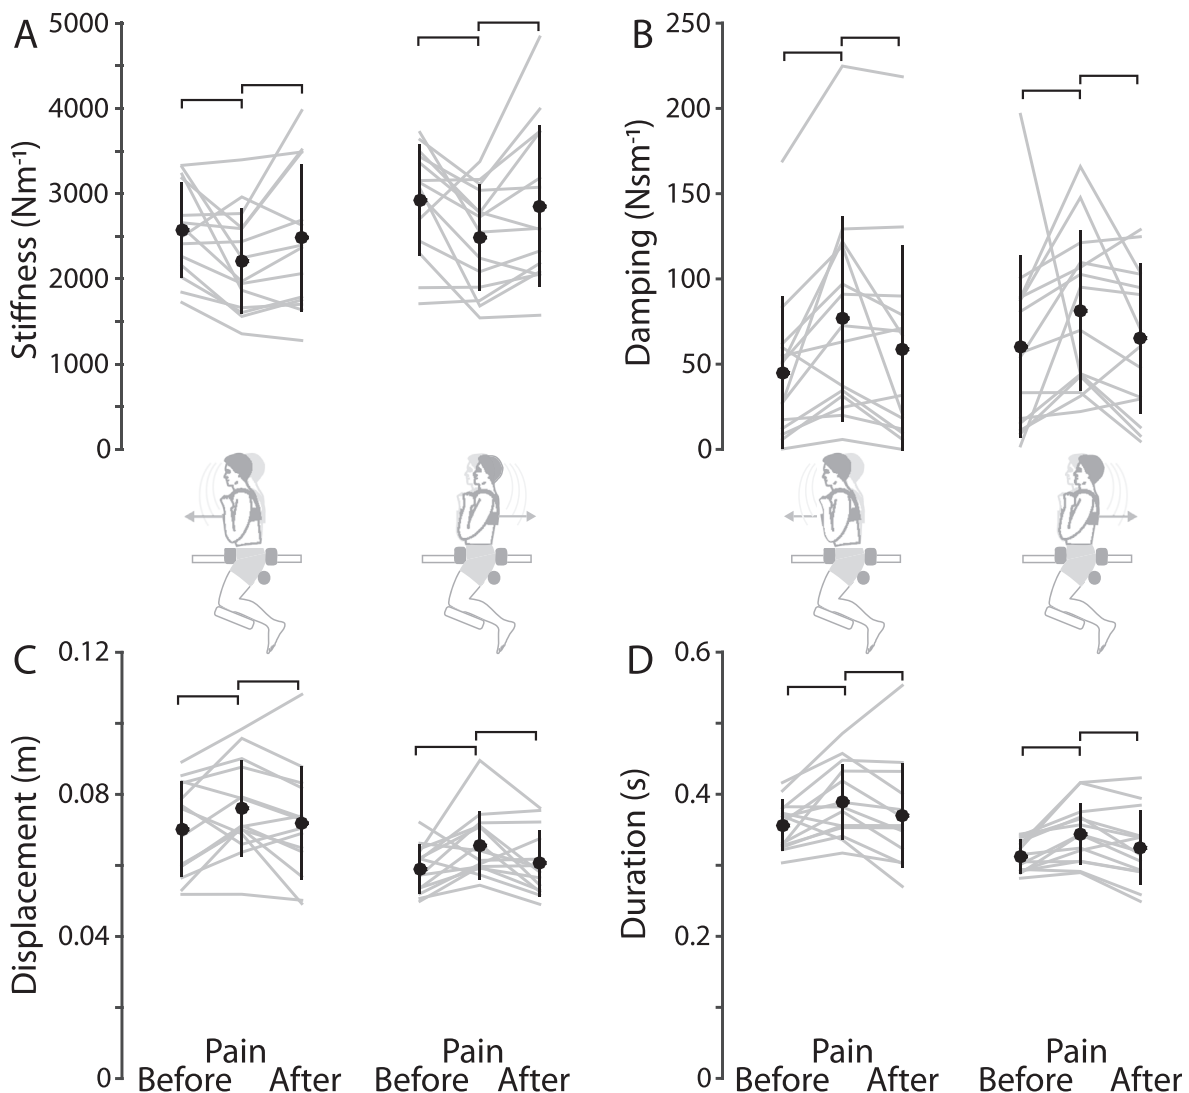 A
Stiffness (Nm⁻¹)
5000
4000
3000
2000
1000
0
B
Damping (Nsm⁻¹)
250
200
150
100
50
0
C
Displacement (m)
0.12
0.08
0.04
0
Pain
Before After
Pain
Before After
D
Duration (s)
0.6
0.4
0.2
0
Pain
Before After
Pain
Before After